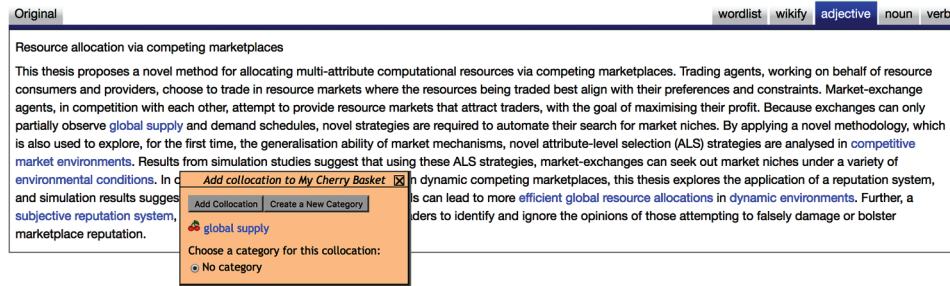 Original wordlist wikify adjective noun verb
Resource allocation via competing marketplaces
This thesis proposes a novel method for allocating multi-attribute computational resources via competing marketplaces. Trading agents, working on behalf of resource
consumers and providers, choose to trade in resource markets where the resources being traded best align with their preferences and constraints. Market-exchange
agents, in competition with each other, attempt to provide resource markets that attract traders, with the goal of maximising their profit. Because exchanges can only
partially observe global supply and demand schedules, novel strategies are required to automate their search for market niches. By applying a novel methodology, which
is also used to explore, for the first time, the generalisation ability of market mechanisms, novel attribute-level selection (ALS) strategies are analysed in competitive
market environments. Results from simulation studies suggest that using these ALS strategies, market-exchanges can seek out market niches under a variety of
environmental conditions. In dynamic competing marketplaces, this thesis explores the application of a reputation system,
and simulation results can lead to more efficient global resource allocations in dynamic environments. Further, a
subjective reputation system, to identify and ignore the opinions of those attempting to falsely damage or bolster
marketplace reputation.
Add collocation to My Cherry Basket
Add Collocation Create a New Category
global supply
Choose a category for this collocation:
No category